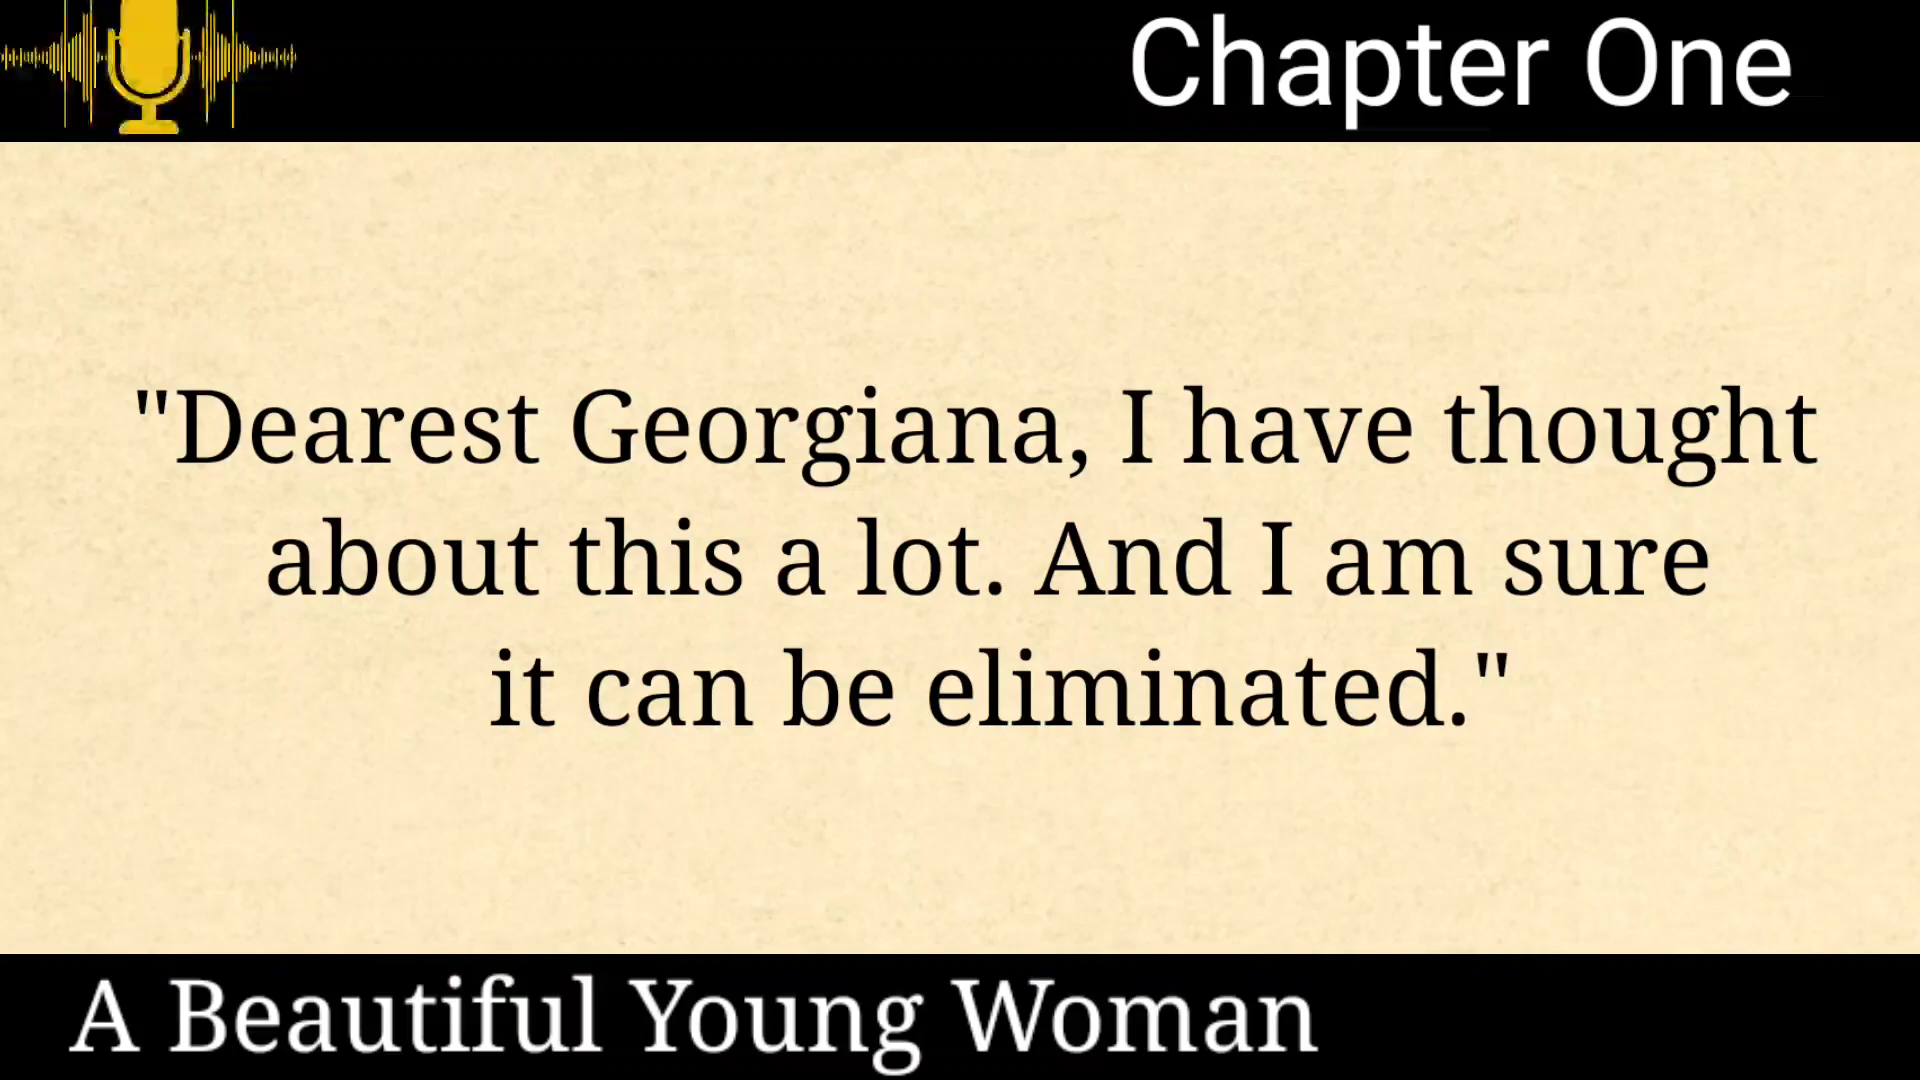 Chapter One
"Dearest Georgiana, I have thought
about this a lot. And I am sure
it can be eliminated."
A Beautiful Young Woman